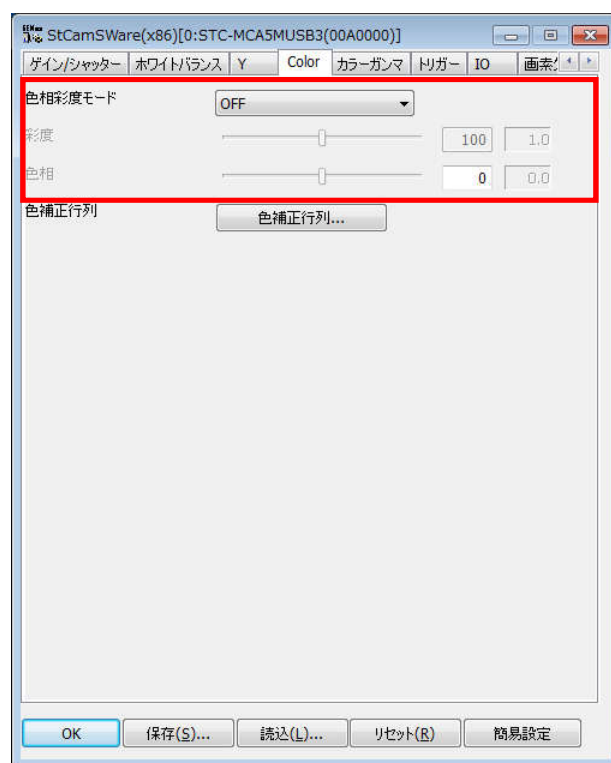 StCamSWare(x86)[0:STC-MCA5MUSB3(00A0000)]
ゲイン/シャッター ホワイトバランス Y Color カラーガンマ トリガー IO 画素
色相彩度モード OFF
彩度 100 1.0
色相 0 0.0
色補正行列 色補正行列...
OK 保存(S)... 読込(L)... リセット(R) 簡易設定